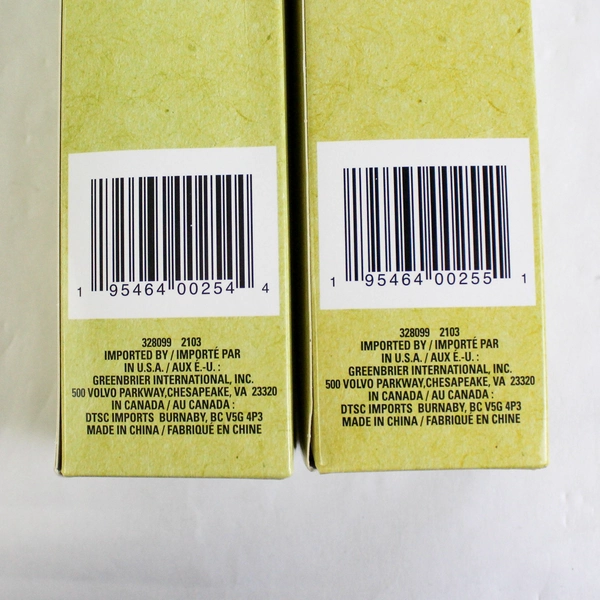 1 95464 00254 4
328099 2103
IMPORTED BY / IMPORTÉ PAR
IN U.S.A. / AUX É.-U. :
GREENBRIER INTERNATIONAL, INC.
500 VOLVO PARKWAY,CHESAPEAKE, VA 23320
IN CANADA / AU CANADA :
DTSC IMPORTS BURNABY, BC V5G 4P3
MADE IN CHINA / FABRIQUÉ EN CHINE
1 95464 00255 1
328099 2103
IMPORTED BY / IMPORTÉ PAR
IN U.S.A. / AUX É.-U. :
GREENBRIER INTERNATIONAL, INC.
500 VOLVO PARKWAY,CHESAPEAKE, VA 23320
IN CANADA / AU CANADA :
DTSC IMPORTS BURNABY, BC V5G 4P3
MADE IN CHINA / FABRIQUÉ EN CHINE